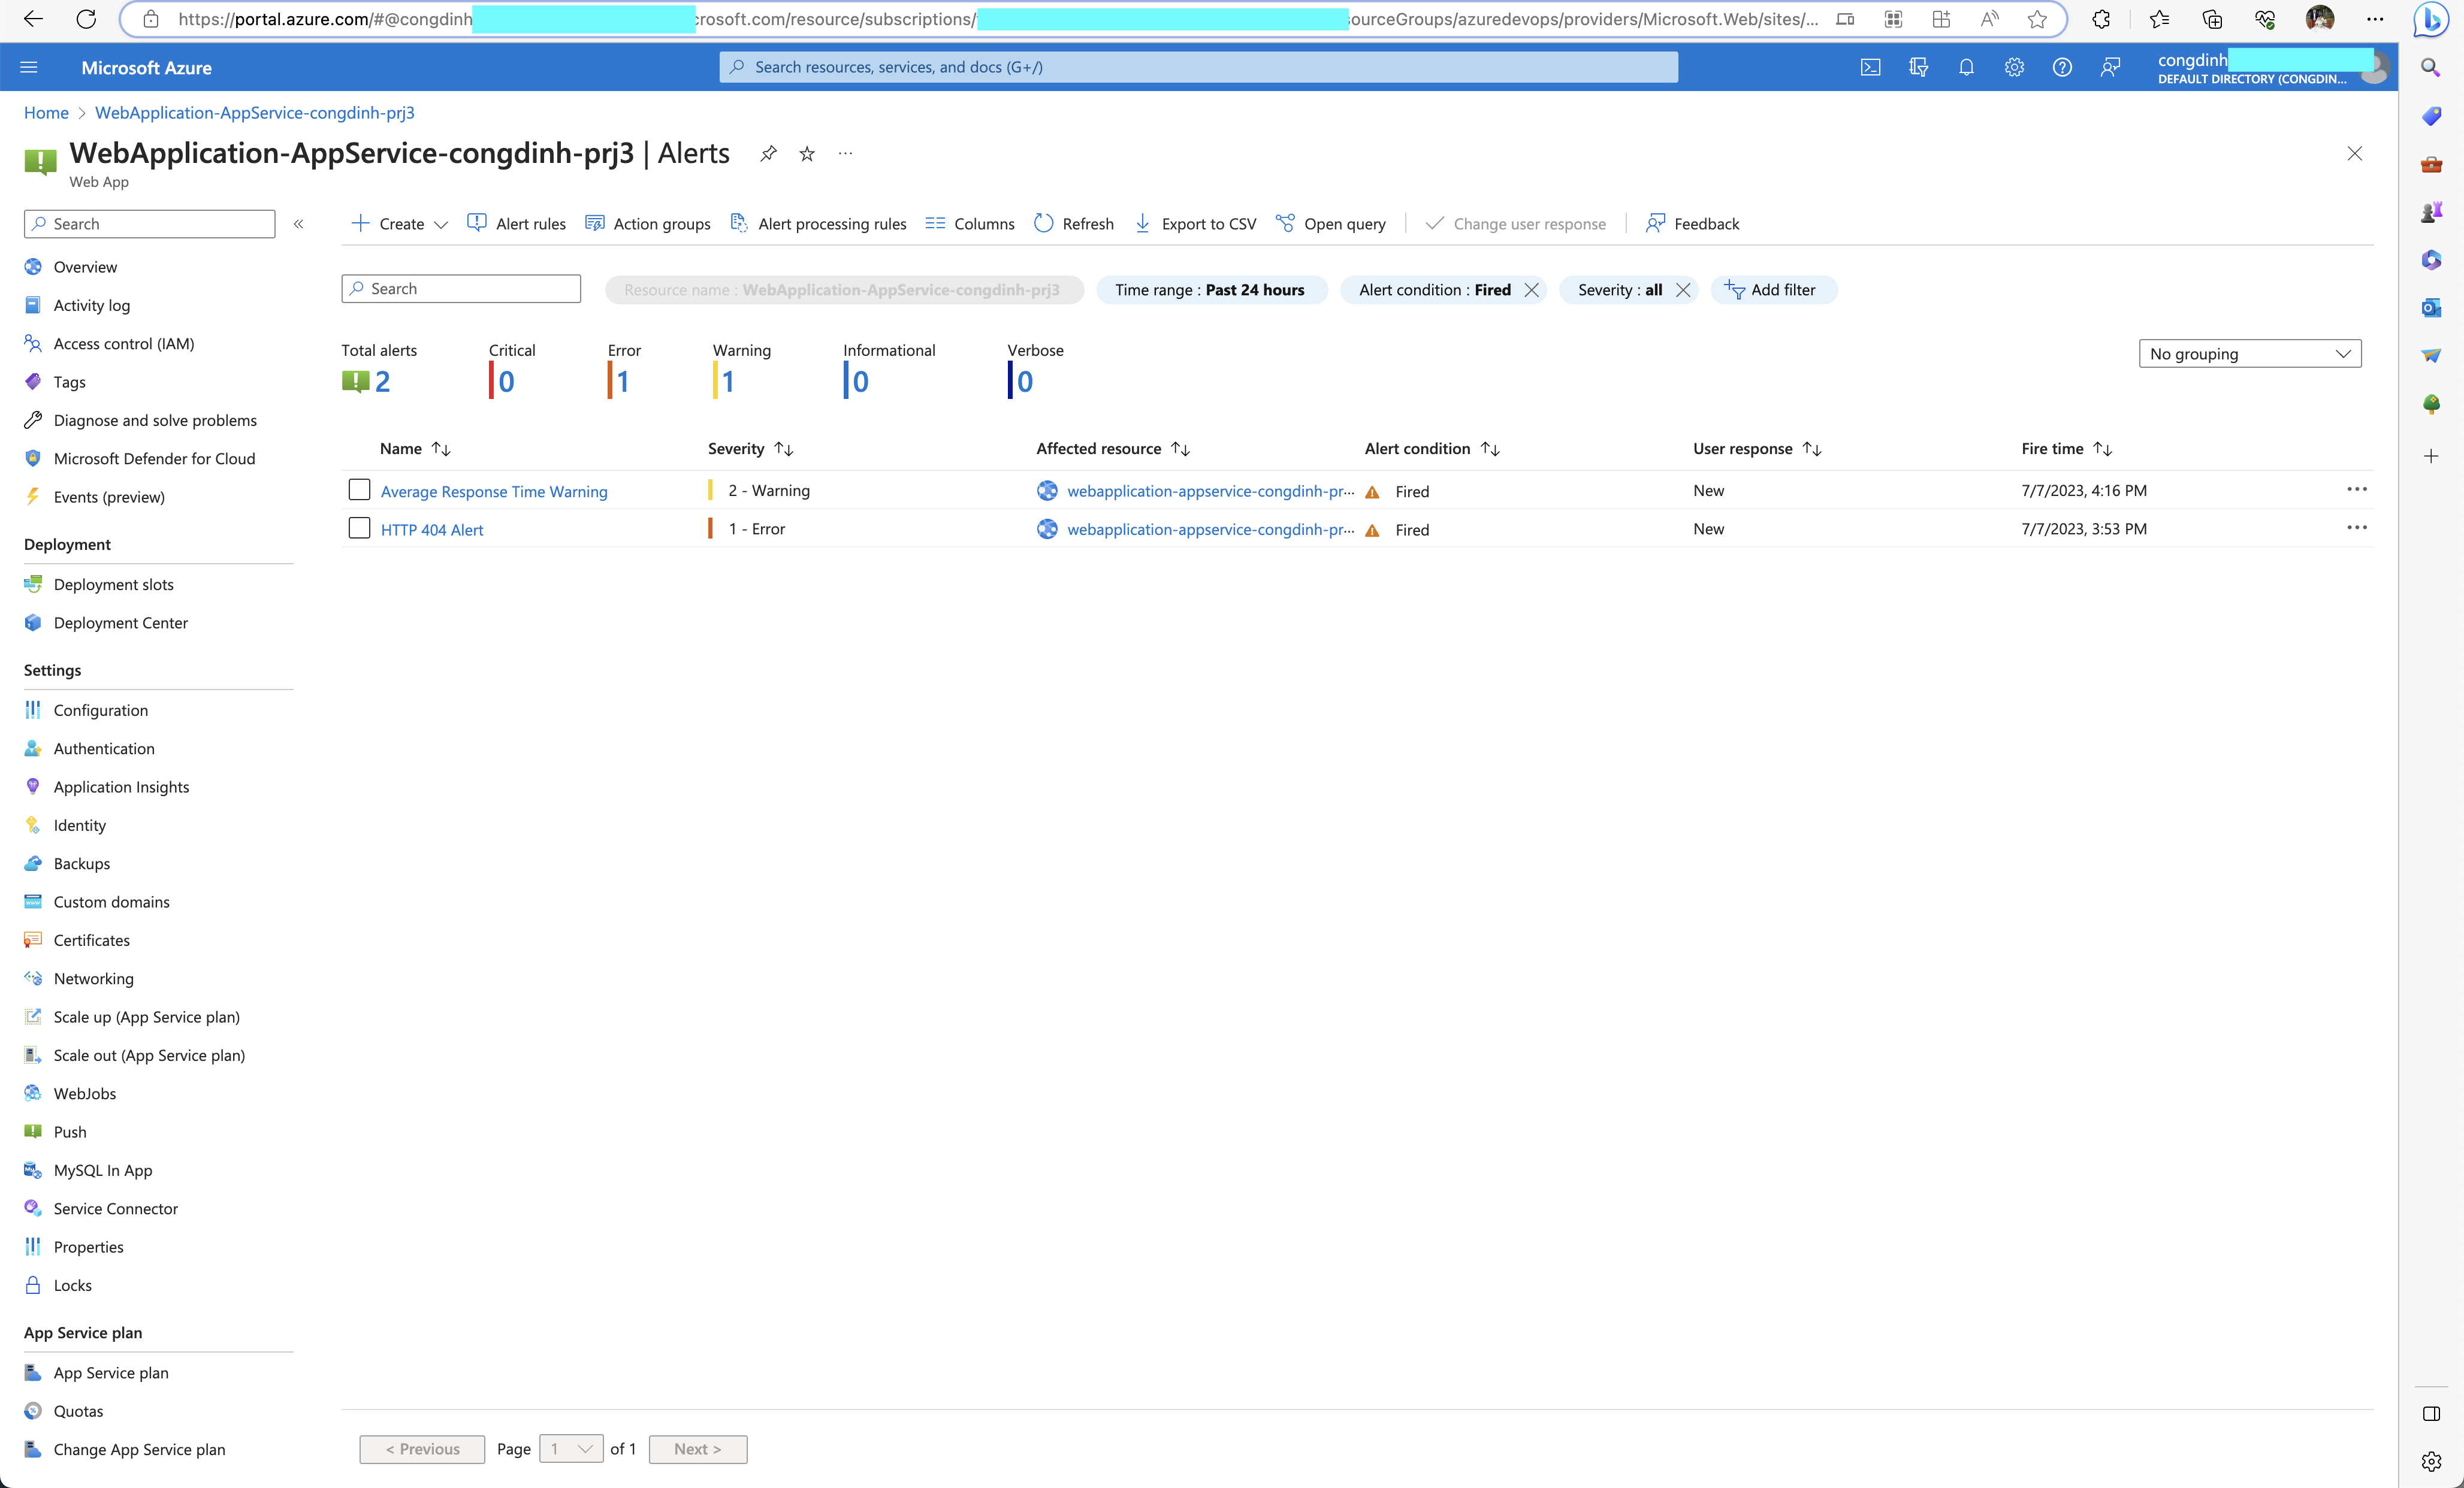 https://portal.azure.com/#@congdinh crosoft.com/resource/subscriptions/ ourceGroups/azuredevops/providers/Microsoft.Web/sites/...
Microsoft Azure
Search resources, services, and docs (G+/)
congdinh
DEFAULT DIRECTORY (CONGDIN...
Home > WebApplication-AppService-congdinh-prj3
WebApplication-AppService-congdinh-prj3 | Alerts
Web App
Search
Create
Alert rules
Action groups
Alert processing rules
Columns
Refresh
Export to CSV
Open query
Change user response
Feedback
Overview
Activity log
Access control (IAM)
Tags
Diagnose and solve problems
Microsoft Defender for Cloud
Events (preview)
Deployment
Deployment slots
Deployment Center
Settings
Configuration
Authentication
Application Insights
Identity
Backups
Custom domains
Certificates
Networking
Scale up (App Service plan)
Scale out (App Service plan)
WebJobs
Push
MySQL In App
Service Connector
Properties
Locks
App Service plan
App Service plan
Quotas
Change App Service plan
Search
Resource name : WebApplication-AppService-congdinh-prj3
Time range : Past 24 hours
Alert condition : Fired
Severity : all
Add filter
Total alerts
2
Critical
0
Error
1
Warning
1
Informational
0
Verbose
0
No grouping
Name Severity Affected resource Alert condition User response Fire time
Average Response Time Warning 2 - Warning webapplication-appservice-congdinh-pr... Fired New 7/7/2023, 4:16 PM
HTTP 404 Alert 1 - Error webapplication-appservice-congdinh-pr... Fired New 7/7/2023, 3:53 PM
< Previous Page 1 of 1 Next >